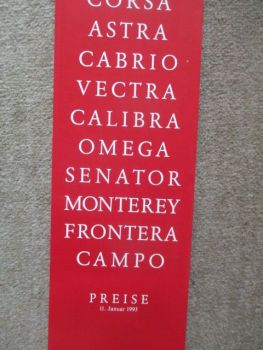 CORSA
ASTRA
CABRIO
VECTRA
CALIBRA
OMEGA
SENATOR
MONTEREY
FRONTERA
CAMPO
PREISE
11. Januar 1993